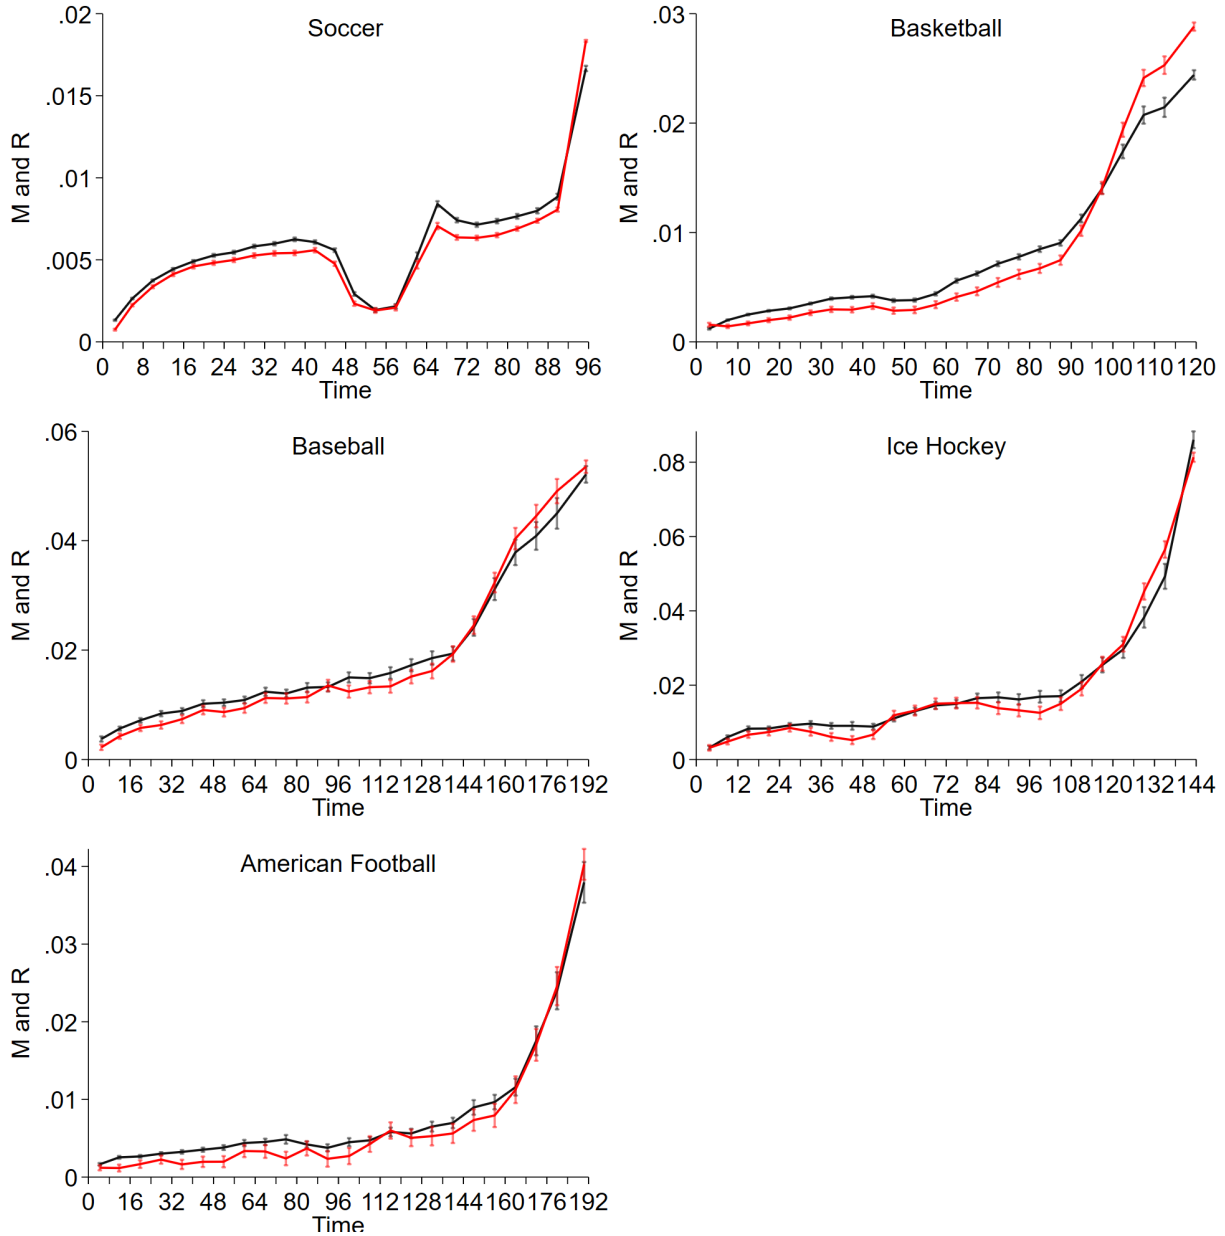 Soccer
M and R
.02
.015
.01
.005
0
0 8 16 24 32 40 48 56 64 72 80 88 96
Time
Basketball
M and R
.03
.02
.01
0
0 10 20 30 40 50 60 70 80 90 100 110 120
Time
Baseball
M and R
.06
.04
.02
0
0 16 32 48 64 80 96 112 128 144 160 176 192
Time
Ice Hockey
M and R
.08
.06
.04
.02
0
0 12 24 36 48 60 72 84 96 108 120 132 144
Time
American Football
M and R
.04
.03
.02
.01
0
0 16 32 48 64 80 96 112 128 144 160 176 192
Time